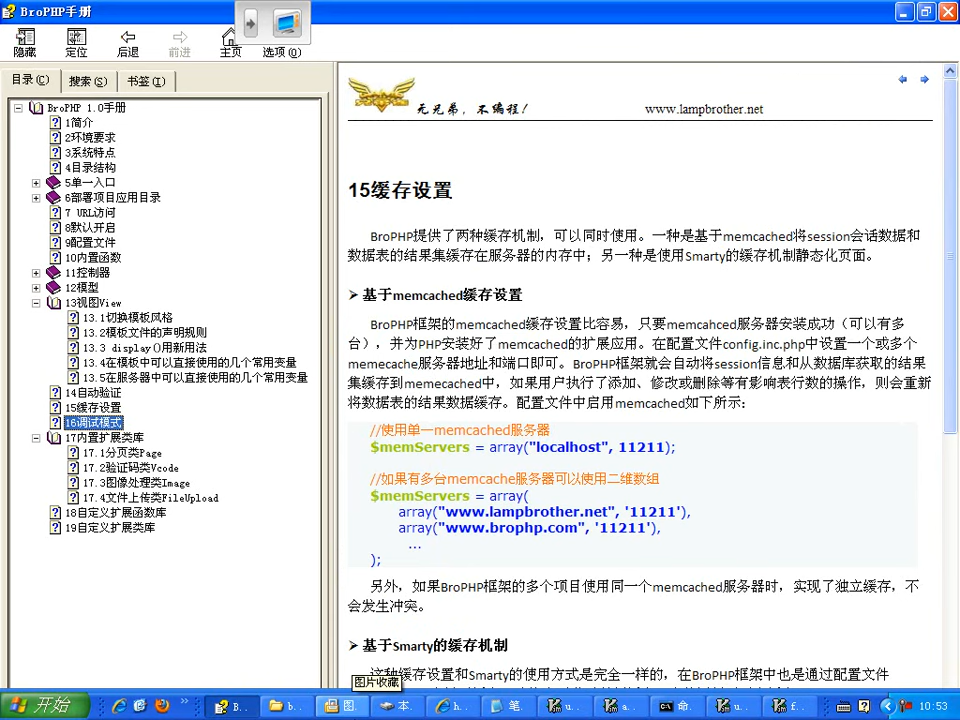 BroPHP手册
隐藏
定位
后退
前进
主页
选项(O)
目录(C)
搜索(S)
书签(I)
BroPHP 1.0手册
1简介
2环境要求
3系统特点
4目录结构
5单一入口
6部署项目应用目录
7 URL访问
8默认开启
9配置文件
10内置函数
11控制器
12模型
13视图View
13.1切换模板风格
13.2模板文件的声明规则
13.3 display()用新用法
13.4在模板中可以直接使用的几个常用变量
13.5在服务器中可以直接使用的几个常用变量
14自动验证
15缓存设置
16调试模式
17内置扩展类库
17.1分页类Page
17.2验证码类Vcode
17.3图像处理类Image
17.4文件上传类FileUpload
18自定义扩展函数库
19自定义扩展类库
无兄弟，不编程！
www.lampbrother.net
15缓存设置
BroPHP提供了两种缓存机制，可以同时使用。一种是基于memcached将session会话数据和
数据表的结果集缓存在服务器的内存中；另一种是使用Smarty的缓存机制静态化页面。
➢ 基于memcached缓存设置
BroPHP框架的memcached缓存设置比容易，只要memcahced服务器安装成功（可以有多
台），并为PHP安装好了memcached的扩展应用。在配置文件config.inc.php中设置一个或多个
memecache服务器地址和端口即可。BroPHP框架就会自动将session信息和从数据库获取的结果
集缓存到memecached中，如果用户执行了添加、修改或删除等有影响表行数的操作，则会重新
将数据表的结果数据缓存。配置文件中启用memcached如下所示：
//使用单一memcached服务器
$memServers = array("localhost", 11211);
//如果有多台memcache服务器可以使用二维数组
$memServers = array(
array("www.lampbrother.net", '11211'),
array("www.brophp.com", '11211'),
...
);
另外，如果BroPHP框架的多个项目使用同一个memcached服务器时，实现了独立缓存，不
会发生冲突。
➢ 基于Smarty的缓存机制
这种缓存设置和Smarty的使用方式是完全一样的，在BroPHP框架中也是通过配置文件
图片收藏
开始
B..
b..
图.
本.
h..
笔.
u..
a..
命.
u..
f..
10:53